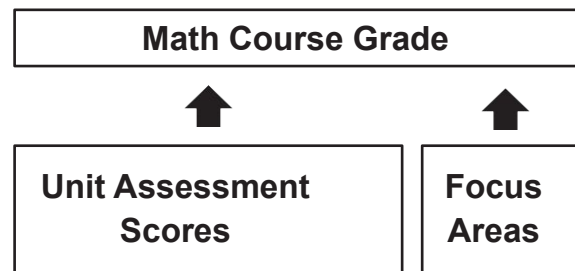 Math Course Grade
Unit Assessment
Scores
Focus
Areas